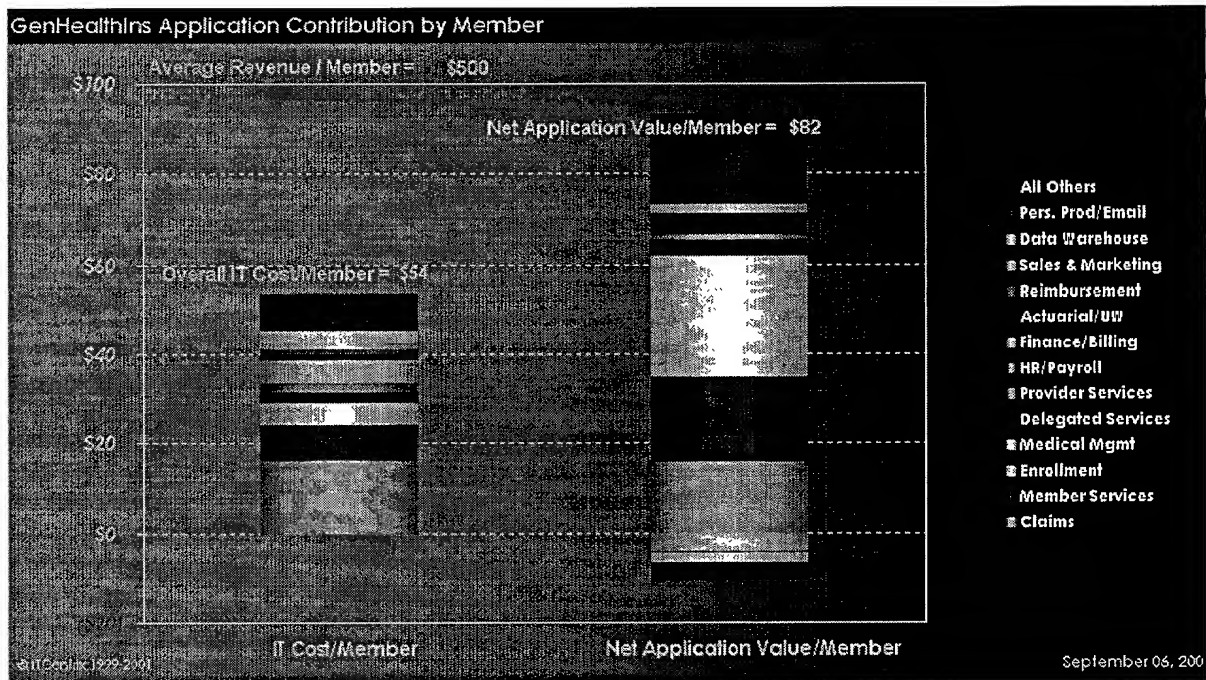 GenHealthIns Application Contribution by Member
Average Revenue / Member = $500
$100
Net Application Value/Member = $82
$80
$60
Overall IT Cost/Member = $54
$40
$20
$0
All Others
Pers. Prod/Email
Data Warehouse
Sales & Marketing
Reimbursement
Actuarial/UW
Finance/Billing
HR/Payroll
Provider Services
Delegated Services
Medical Mgmt
Enrollment
Member Services
Claims
IT Cost/Member
Net Application Value/Member
1999-2001
September 06, 200